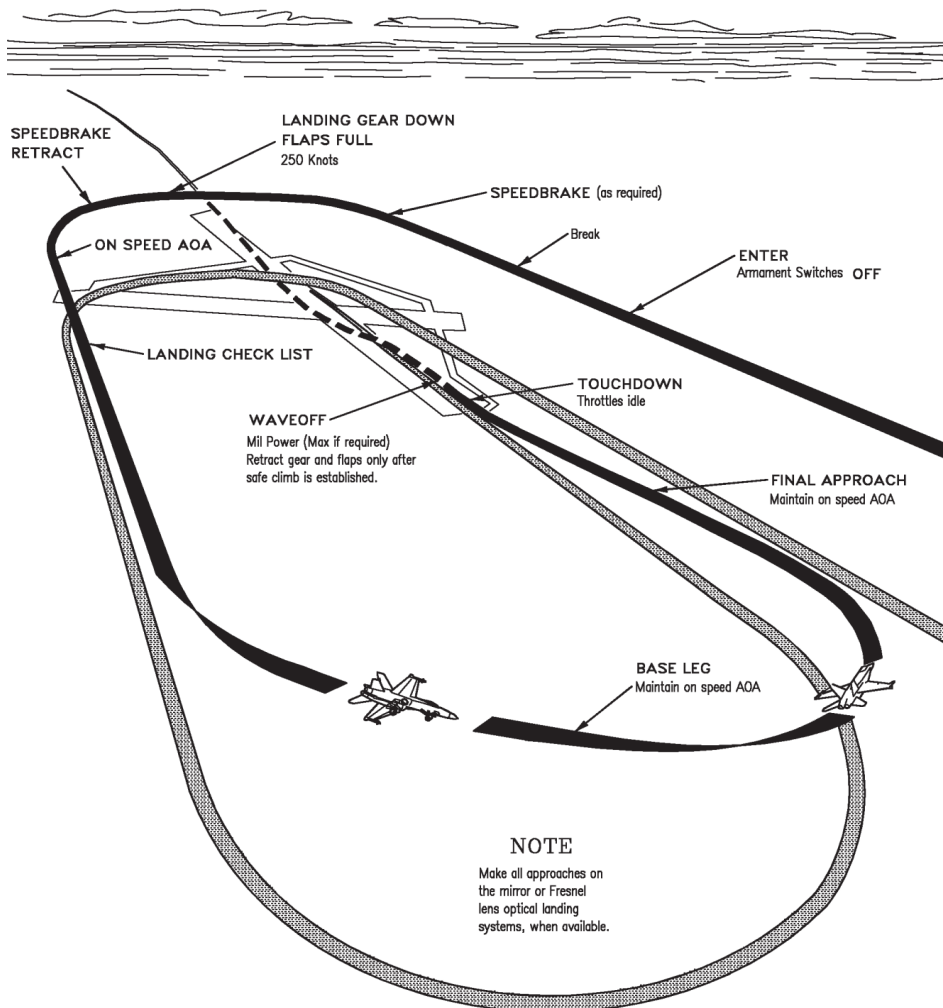 LANDING GEAR DOWN
FLAPS FULL
250 Knots
SPEEDBRAKE
RETRACT
SPEEDBRAKE (as required)
Break
ENTER
Armament Switches OFF
ON SPEED AOA
LANDING CHECK LIST
TOUCHDOWN
Throttles idle
WAVEOFF
Mil Power (Max if required)
Retract gear and flaps only after
safe climb is established.
FINAL APPROACH
Maintain on speed AOA
BASE LEG
Maintain on speed AOA
NOTE
Make all approaches on
the mirror or Fresnel
lens optical landing
systems, when available.